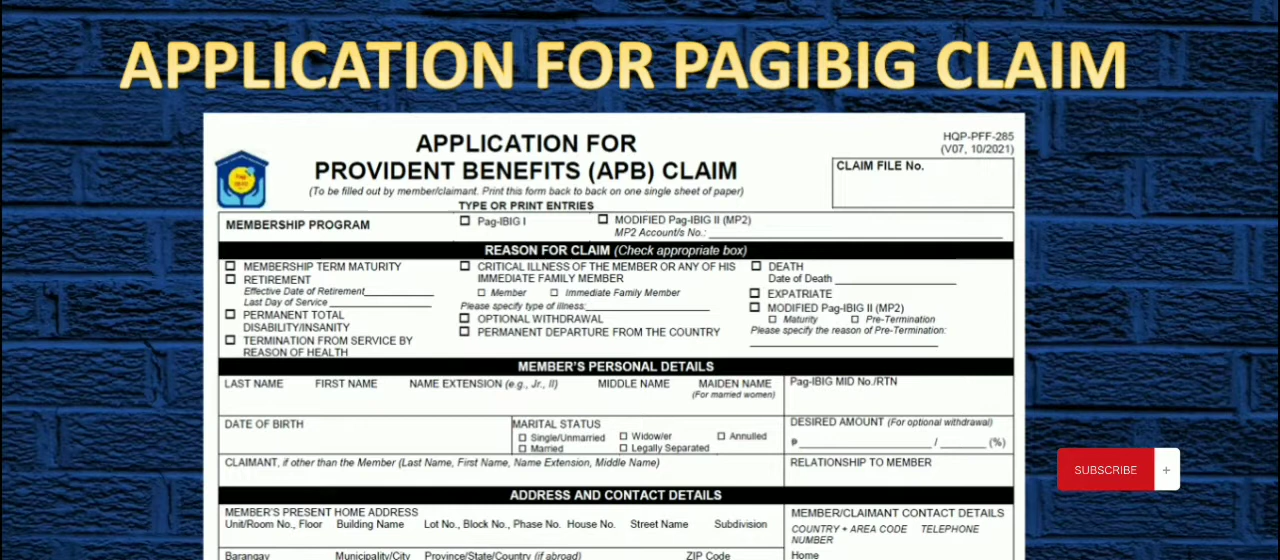 APPLICATION FOR PAGIBIG CLAIM
HQP-PFF-285
(V07, 10/2021)
APPLICATION FOR
PROVIDENT BENEFITS (APB) CLAIM
(To be filled out by member/claimant. Print this form back to back on one single sheet of paper)
TYPE OR PRINT ENTRIES
CLAIM FILE No.
MEMBERSHIP PROGRAM
Pag-IBIG I
MODIFIED Pag-IBIG II (MP2)
MP2 Account/s No.:
REASON FOR CLAIM (Check appropriate box)
MEMBERSHIP TERM MATURITY
RETIREMENT
Effective Date of Retirement
Last Day of Service
PERMANENT TOTAL
DISABILITY/INSANITY
TERMINATION FROM SERVICE BY
REASON OF HEALTH
CRITICAL ILLNESS OF THE MEMBER OR ANY OF HIS
IMMEDIATE FAMILY MEMBER
Member Immediate Family Member
Please specify type of illness:
OPTIONAL WITHDRAWAL
PERMANENT DEPARTURE FROM THE COUNTRY
DEATH
Date of Death
EXPATRIATE
MODIFIED Pag-IBIG II (MP2)
Maturity Pre-Termination
Please specify the reason of Pre-Termination:
MEMBER'S PERSONAL DETAILS
LAST NAME FIRST NAME NAME EXTENSION (e.g., Jr., II) MIDDLE NAME MAIDEN NAME
(For married women)
Pag-IBIG MID No./RTN
DATE OF BIRTH
MARITAL STATUS
Single/Unmarried Widow/er Annulled
Married Legally Separated
DESIRED AMOUNT (For optional withdrawal)
₱ / (%)
CLAIMANT, if other than the Member (Last Name, First Name, Name Extension, Middle Name)
RELATIONSHIP TO MEMBER
SUBSCRIBE +
ADDRESS AND CONTACT DETAILS
MEMBER'S PRESENT HOME ADDRESS
Unit/Room No., Floor Building Name Lot No., Block No., Phase No. House No. Street Name Subdivision
MEMBER/CLAIMANT CONTACT DETAILS
COUNTRY + AREA CODE TELEPHONE
NUMBER
Barangay Municipality/City Province/State/Country (if abroad) ZIP Code
Home